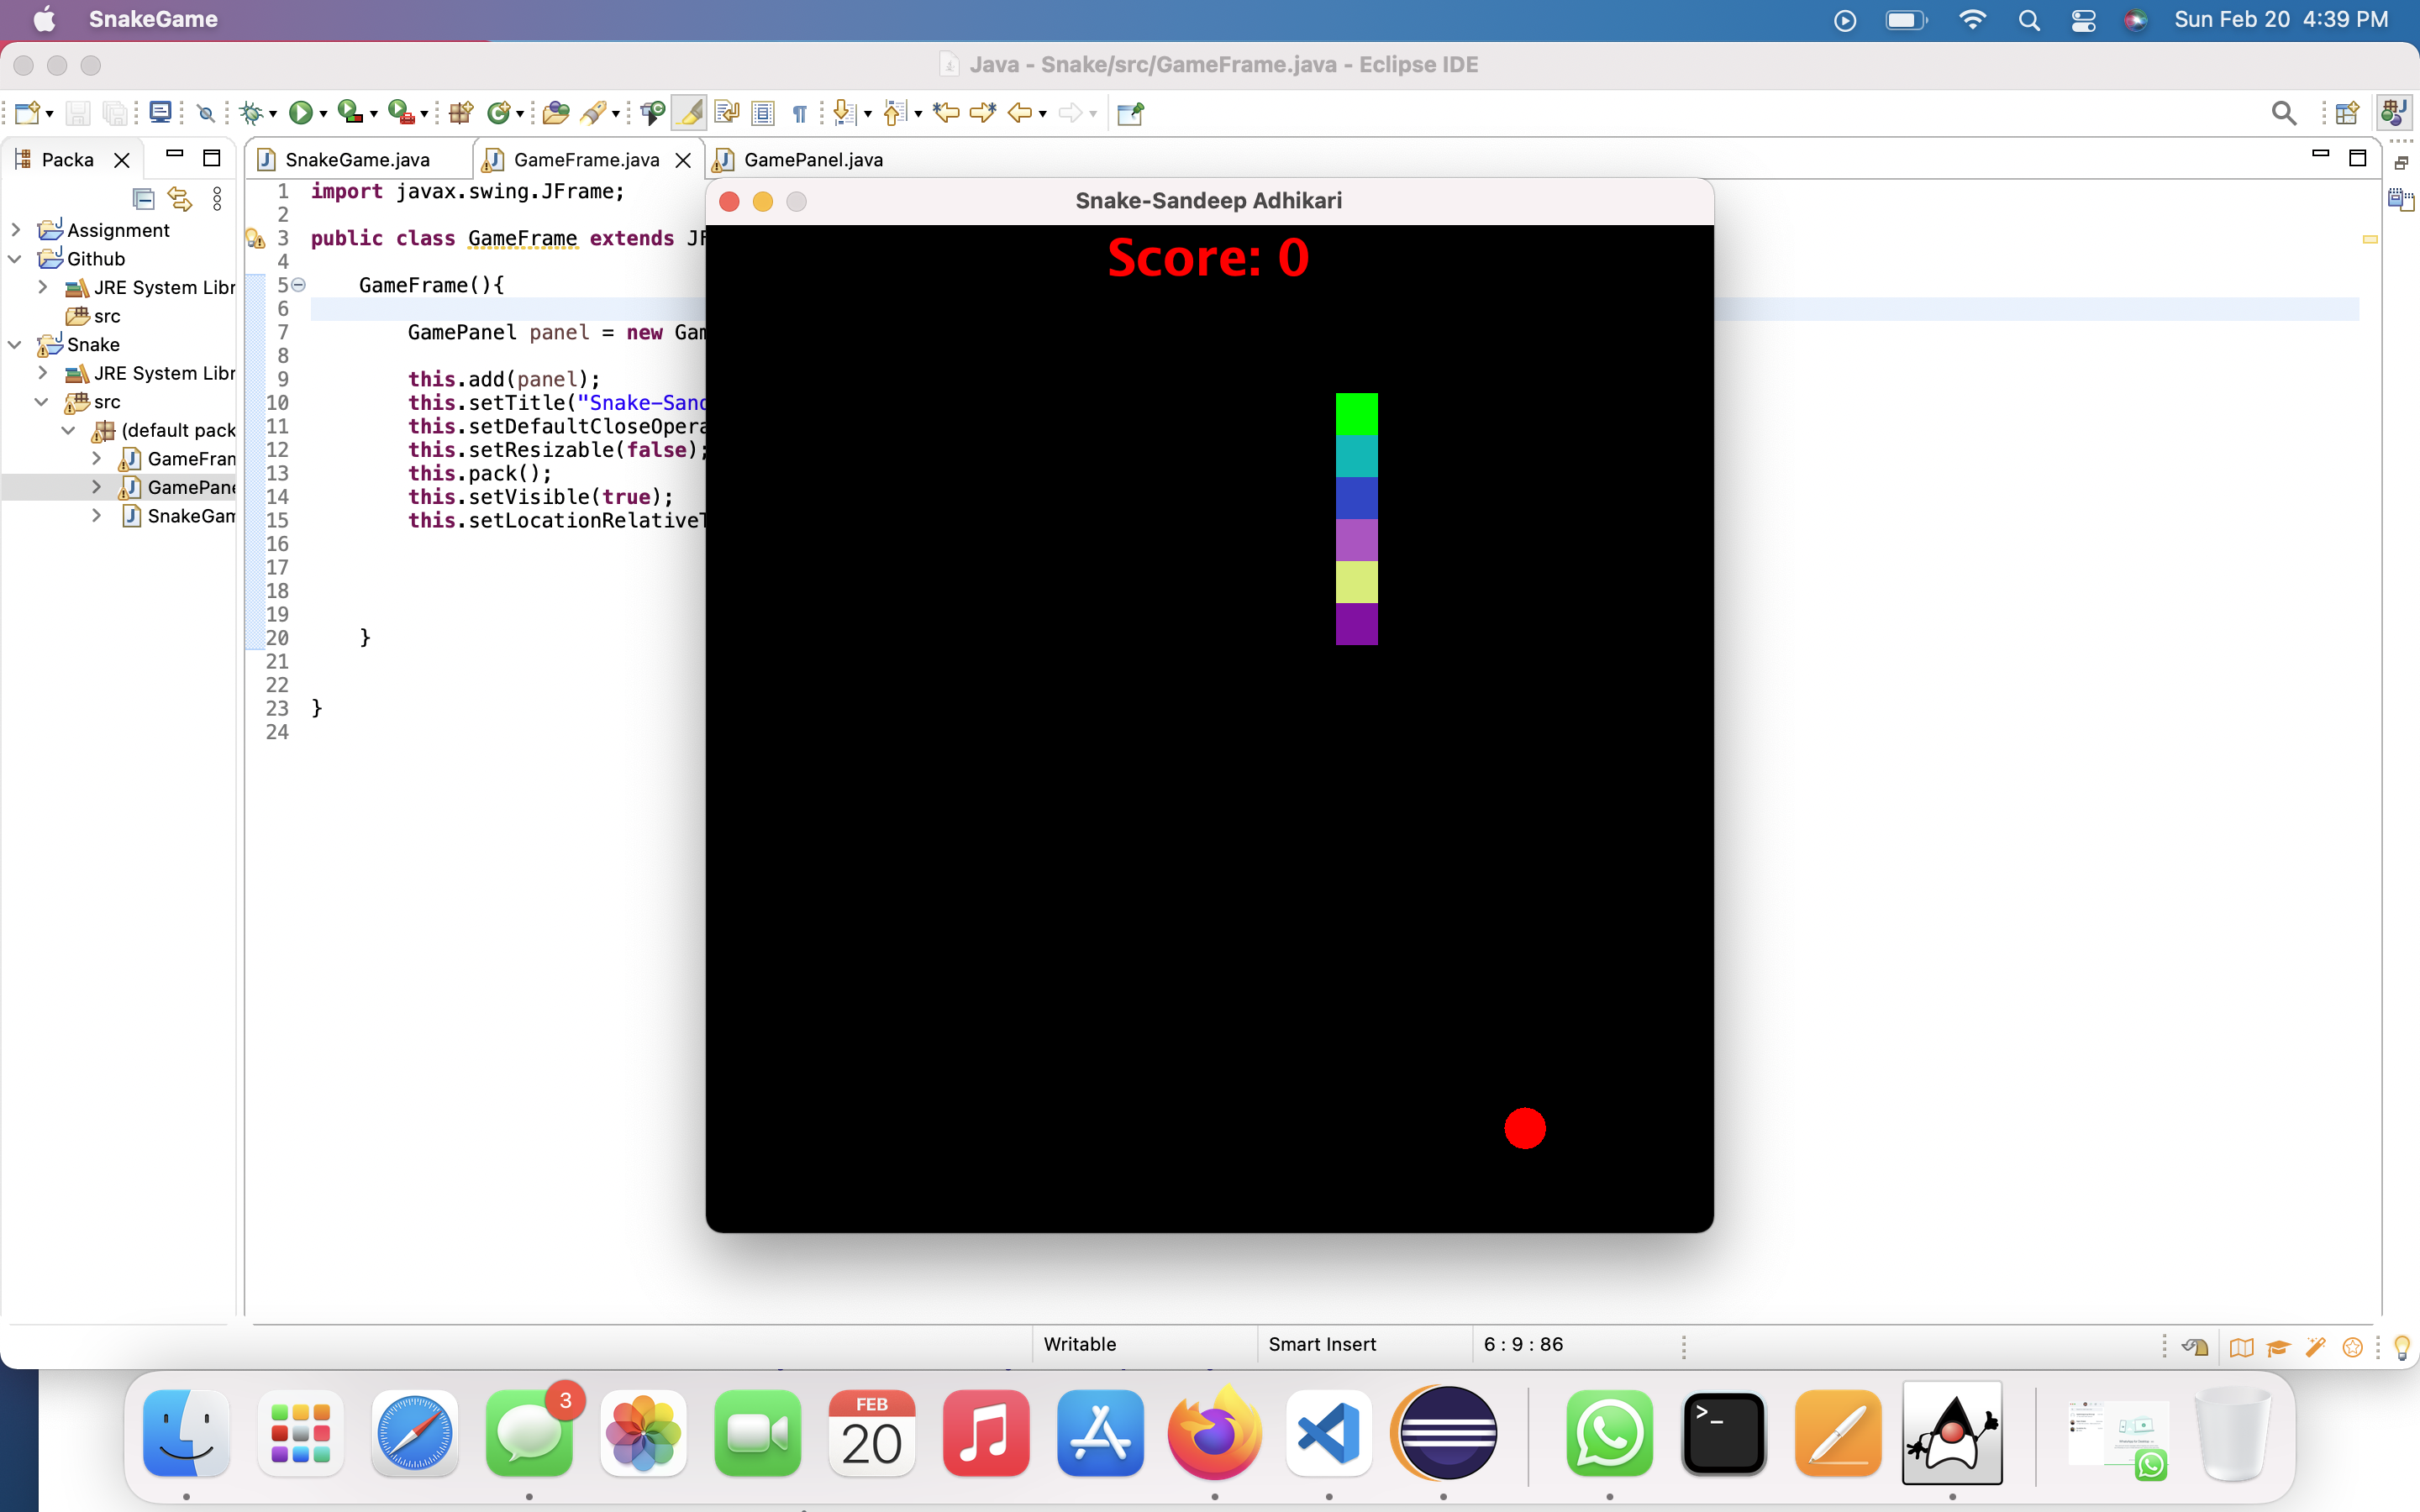 SnakeGame
Sun Feb 20 4:39 PM
Java - Snake/src/GameFrame.java - Eclipse IDE
Packa
SnakeGame.java
GameFrame.java
GamePanel.java
Assignment
Github
JRE System Libr
src
Snake
JRE System Libr
src
(default pack
GameFran
GamePane
SnakeGam
1 import javax.swing.JFrame;
2
3 public class GameFrame extends JF
4
5 GameFrame(){
6
7 GamePanel panel = new Gam
8
9 this.add(panel);
10 this.setTitle("Snake-Sand
11 this.setDefaultCloseOpera
12 this.setResizable(false);
13 this.pack();
14 this.setVisible(true);
15 this.setLocationRelativeT
16
17
18
19
20 }
21
22
23 }
24
Snake-Sandeep Adhikari
Score: 0
Writable
Smart Insert
6 : 9 : 86
3
FEB
20
>_